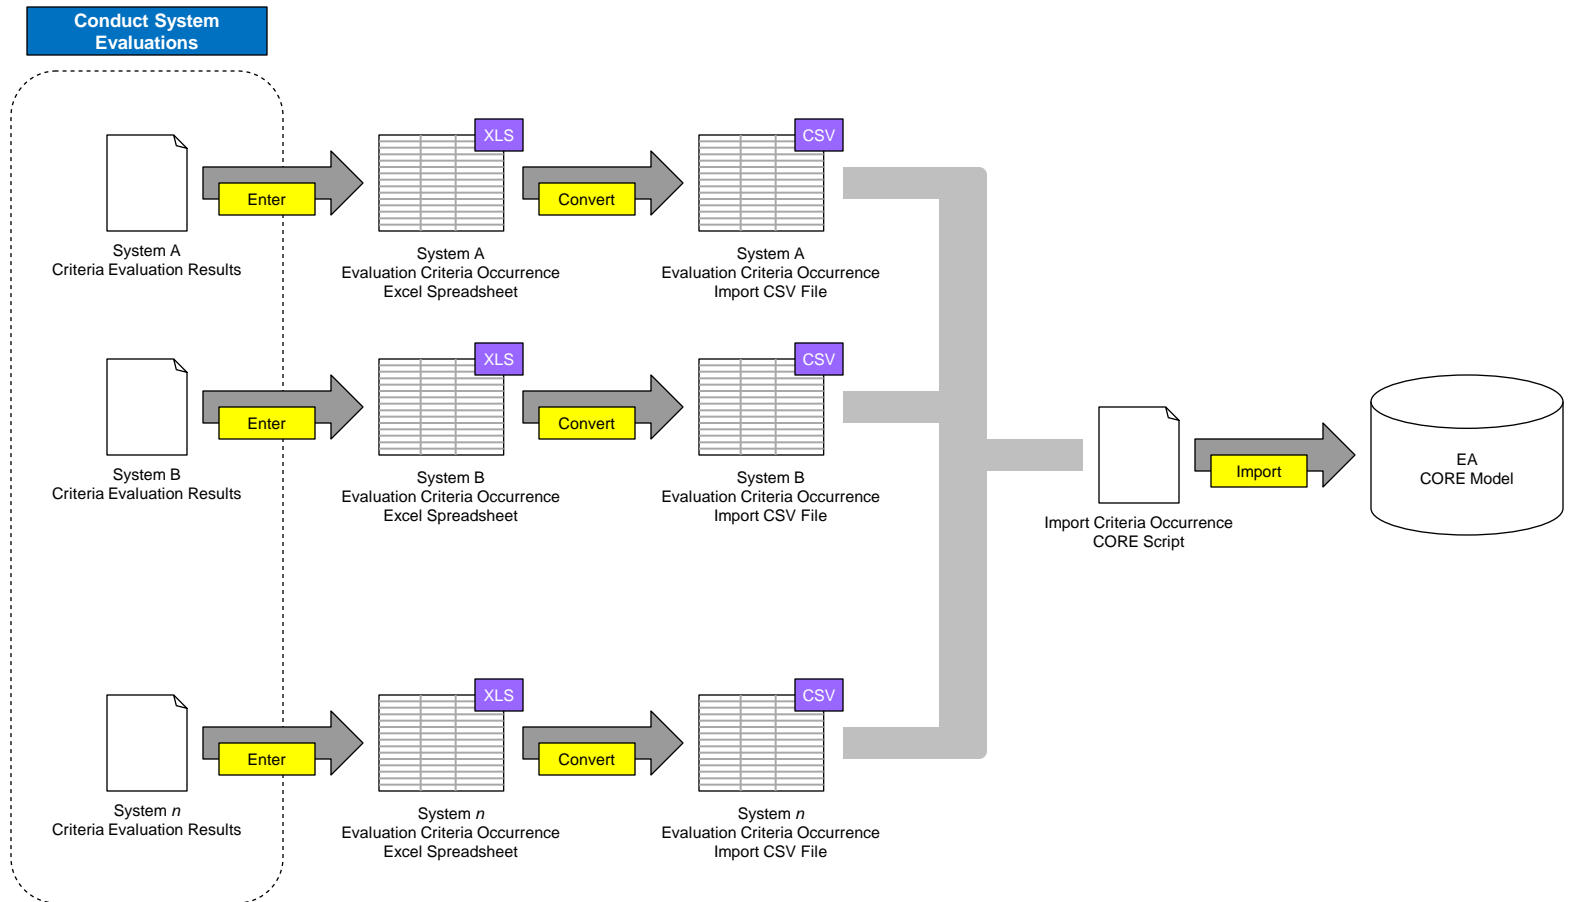 Conduct System
Evaluations
XLS
CSV
Enter
Convert
System A
Criteria Evaluation Results
System A
Evaluation Criteria Occurrence
Excel Spreadsheet
System A
Evaluation Criteria Occurrence
Import CSV File
XLS
CSV
Enter
Convert
System B
Criteria Evaluation Results
System B
Evaluation Criteria Occurrence
Excel Spreadsheet
System B
Evaluation Criteria Occurrence
Import CSV File
Import Criteria Occurrence
CORE Script
Import
EA
CORE Model
XLS
CSV
Enter
Convert
System n
Criteria Evaluation Results
System n
Evaluation Criteria Occurrence
Excel Spreadsheet
System n
Evaluation Criteria Occurrence
Import CSV File